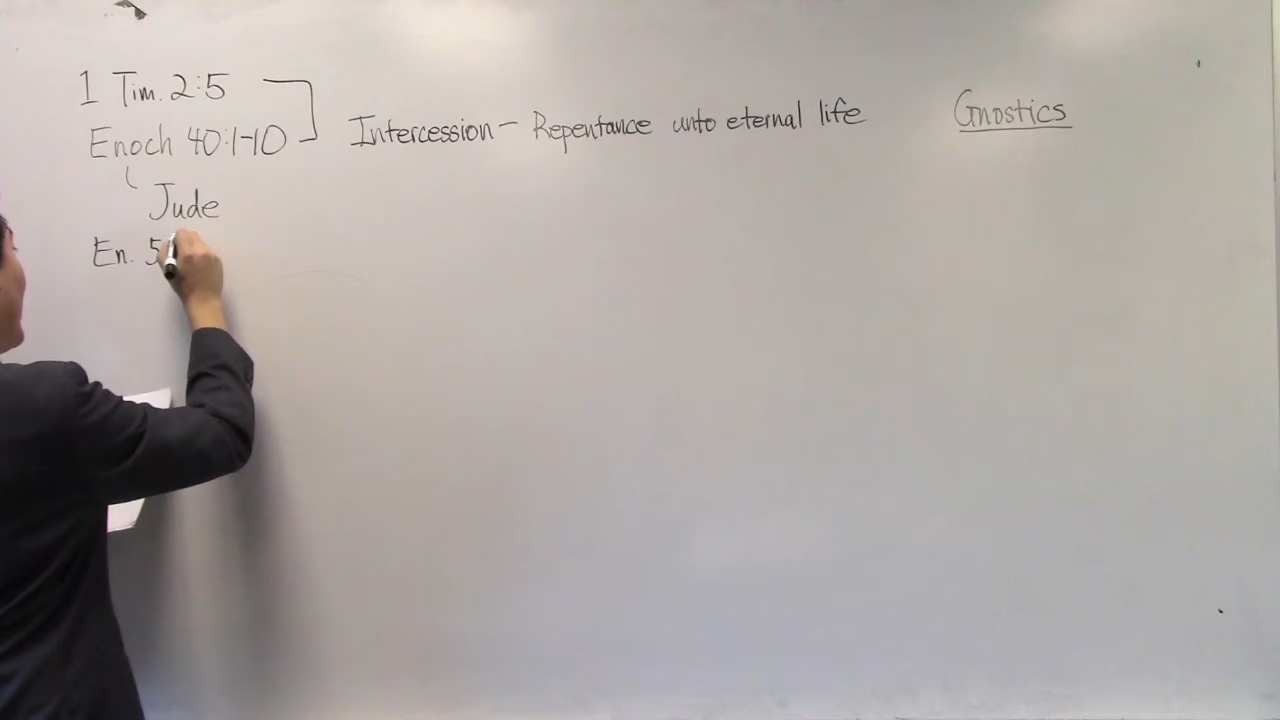 1 Tim. 2:5
Enoch 40:1-10
Intercession - Repentance unto eternal life
Gnostics
Jude
En. 5